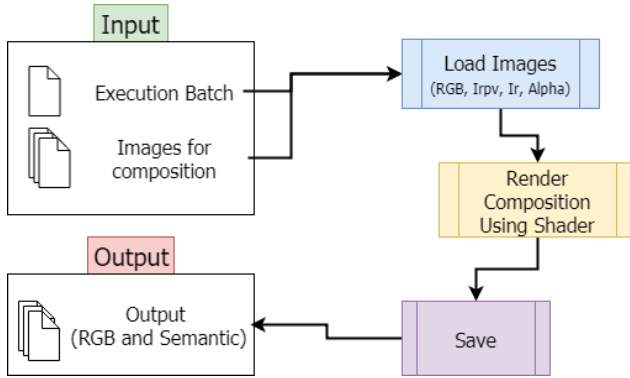 Input
Execution Batch
Images for
composition
Load Images
(RGB, Irpv, Ir, Alpha)
Render
Composition
Using Shader
Save
Output
Output
(RGB and Semantic)